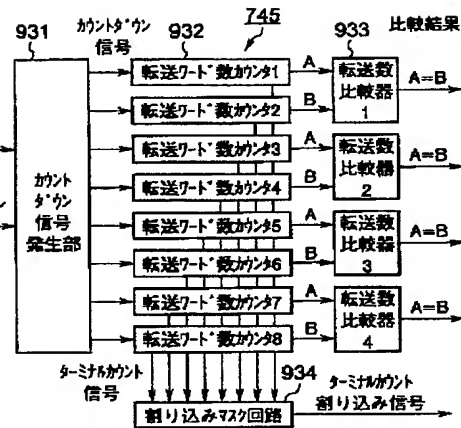 931
カウントダウン
信号
932
745
933
比較結果
カウント
ダウン
信号
発生部
転送ワード数カウンタ1
転送ワード数カウンタ2
転送ワード数カウンタ3
転送ワード数カウンタ4
転送ワード数カウンタ5
転送ワード数カウンタ6
転送ワード数カウンタ7
転送ワード数カウンタ8
A
B
A
B
A
B
A
B
転送数
比較器
1
転送数
比較器
2
転送数
比較器
3
転送数
比較器
4
A=B
A=B
A=B
A=B
ターミナルカウント
信号
934
割り込みマスク回路
ターミナルカウント
割り込み信号